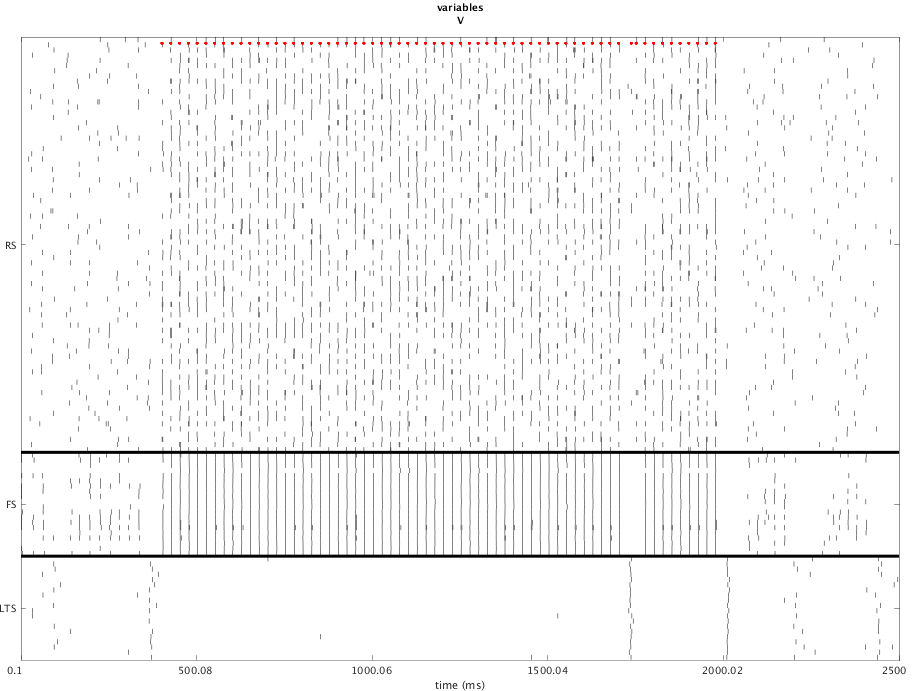 variables
V
RS
FS
LTS
0.1
500.08
1000.06
1500.04
2000.02
2500
time (ms)